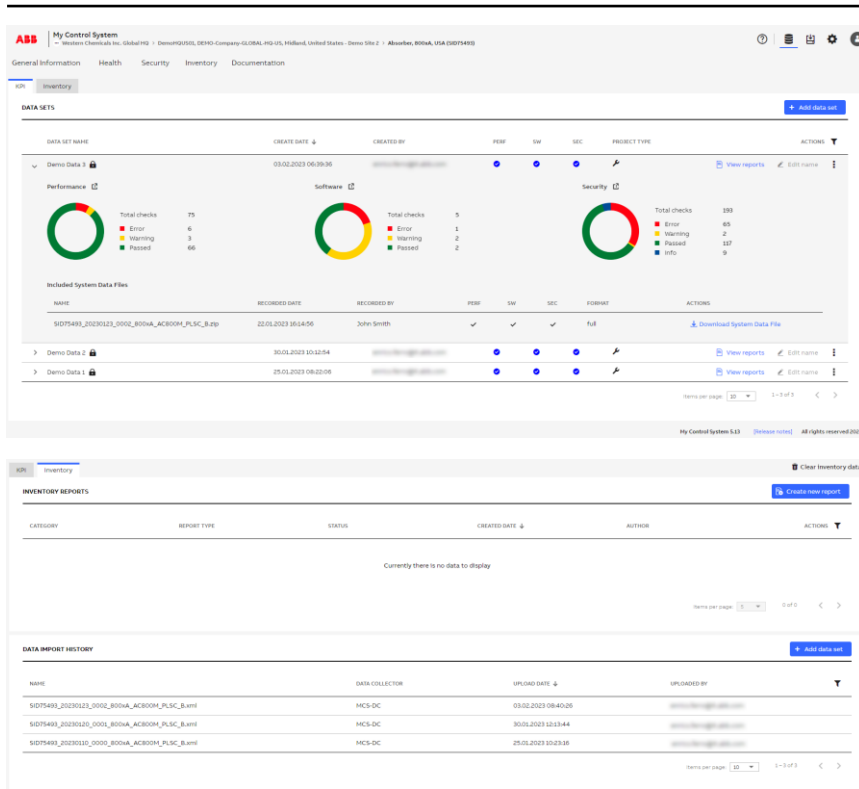 ABB My Control System
← Western Chemicals Inc. Global HQ > DemoHQUS01, DEMO-Company-GLOBAL-HQ-US, Midland, United States - Demo Site 2 > Absorber, 800xA, USA (SID75493)
General Information Health Security Inventory Documentation
KPI Inventory
DATA SETS + Add data set
DATA SET NAME CREATE DATE ↓ CREATED BY PERF SW SEC PROJECT TYPE ACTIONS
Demo Data 3 03.02.2023 06:39:36 View reports Edit name
Performance Software Security
Total checks 75 Total checks 5 Total checks 193
Error 6 Error 1 Error 65
Warning 3 Warning 2 Warning 2
Passed 66 Passed 2 Passed 117
Info 9
Included System Data Files
NAME RECORDED DATE RECORDED BY PERF SW SEC FORMAT ACTIONS
SID75493_20230123_0002_800xA_AC800M_PLSC_B.zip 22.01.2023 16:14:56 John Smith full Download System Data File
Demo Data 2 30.01.2023 10:12:54 View reports Edit name
Demo Data 1 25.01.2023 08:22:06 View reports Edit name
Items per page: 10 1–3 of 3
My Control System 5.13 [Release notes] All rights reserved 202
KPI Inventory Clear Inventory data
INVENTORY REPORTS Create new report
CATEGORY REPORT TYPE STATUS CREATED DATE ↓ AUTHOR ACTIONS
Currently there is no data to display
Items per page: 5 0 of 0
DATA IMPORT HISTORY + Add data set
NAME DATA COLLECTOR UPLOAD DATE ↓ UPLOADED BY
SID75493_20230123_0002_800xA_AC800M_PLSC_B.xml MCS-DC 03.02.2023 08:40:26
SID75493_20230120_0001_800xA_AC800M_PLSC_B.xml MCS-DC 30.01.2023 12:13:44
SID75493_20230110_0000_800xA_AC800M_PLSC_B.xml MCS-DC 25.01.2023 10:23:16
Items per page: 10 1–3 of 3